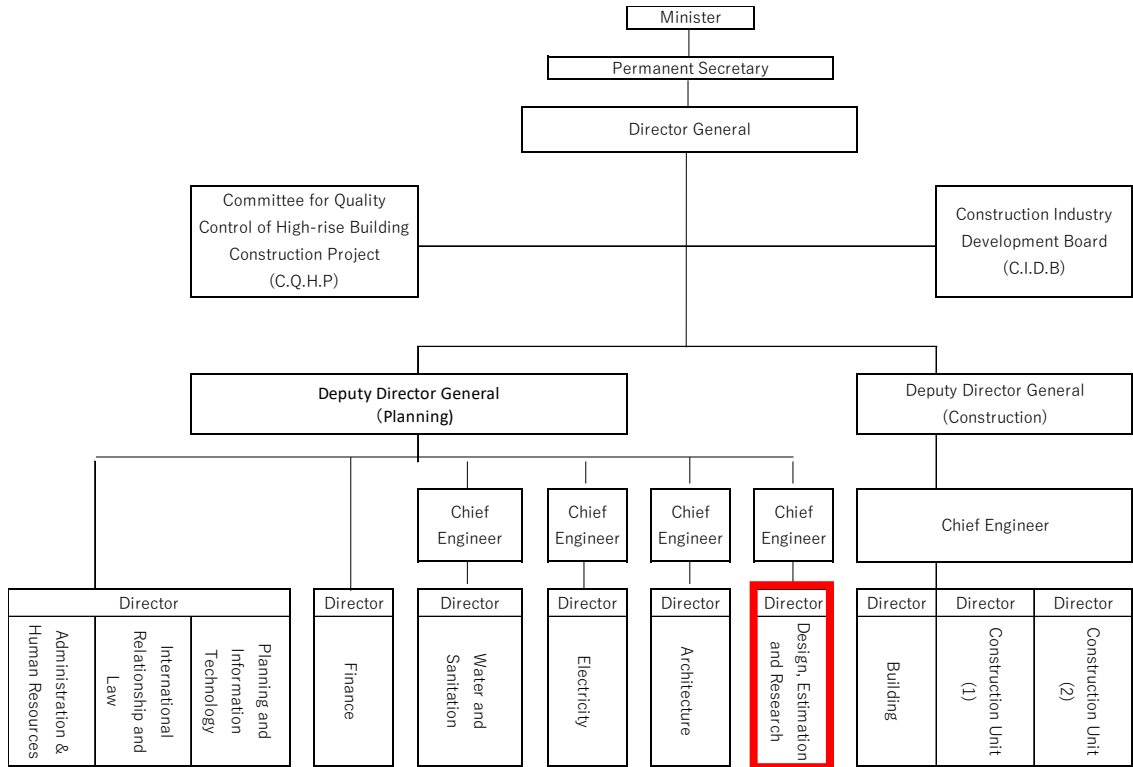 Minister
Permanent Secretary
Director General
Committee for Quality
Control of High-rise Building
Construction Project
(C.Q.H.P)
Construction Industry
Development Board
(C.I.D.B)
Deputy Director General
(Planning)
Deputy Director General
(Construction)
Chief
Engineer
Chief
Engineer
Chief
Engineer
Chief
Engineer
Chief Engineer
Director
Administration &
Human Resources
International
Relationship and
Law
Planning and
Information
Technology
Director
Finance
Director
Water and
Sanitation
Director
Electricity
Director
Architecture
Director
Design, Estimation
and Research
Director
Building
Director
Construction Unit
(1)
Director
Construction Unit
(2)